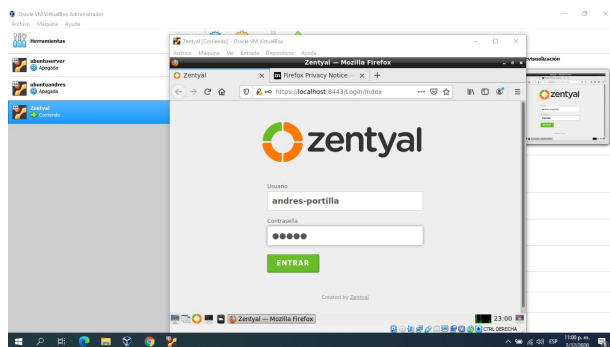 Oracle VM VirtualBox Administrador
Archivo Máquina Ayuda
Herramientas
ubuntuserver
Apagada
ubuntuandres
Apagada
Zentyal
Corriendo
Zentyal [Corriendo] - Oracle VM VirtualBox
Archivo Máquina Ver Entrada Dispositivos Ayuda
Zentyal — Mozilla Firefox
Zentyal
Firefox Privacy Notice —
https://localhost:8443/Login/Index
zentyal
Usuario
andres-portilla
Contraseña
ENTRAR
Created by Zentyal
Zentyal — Mozilla Firefox
23:00
CTRL DERECHA
zentyal
ESP
11:00 p. m.
2/12/2020